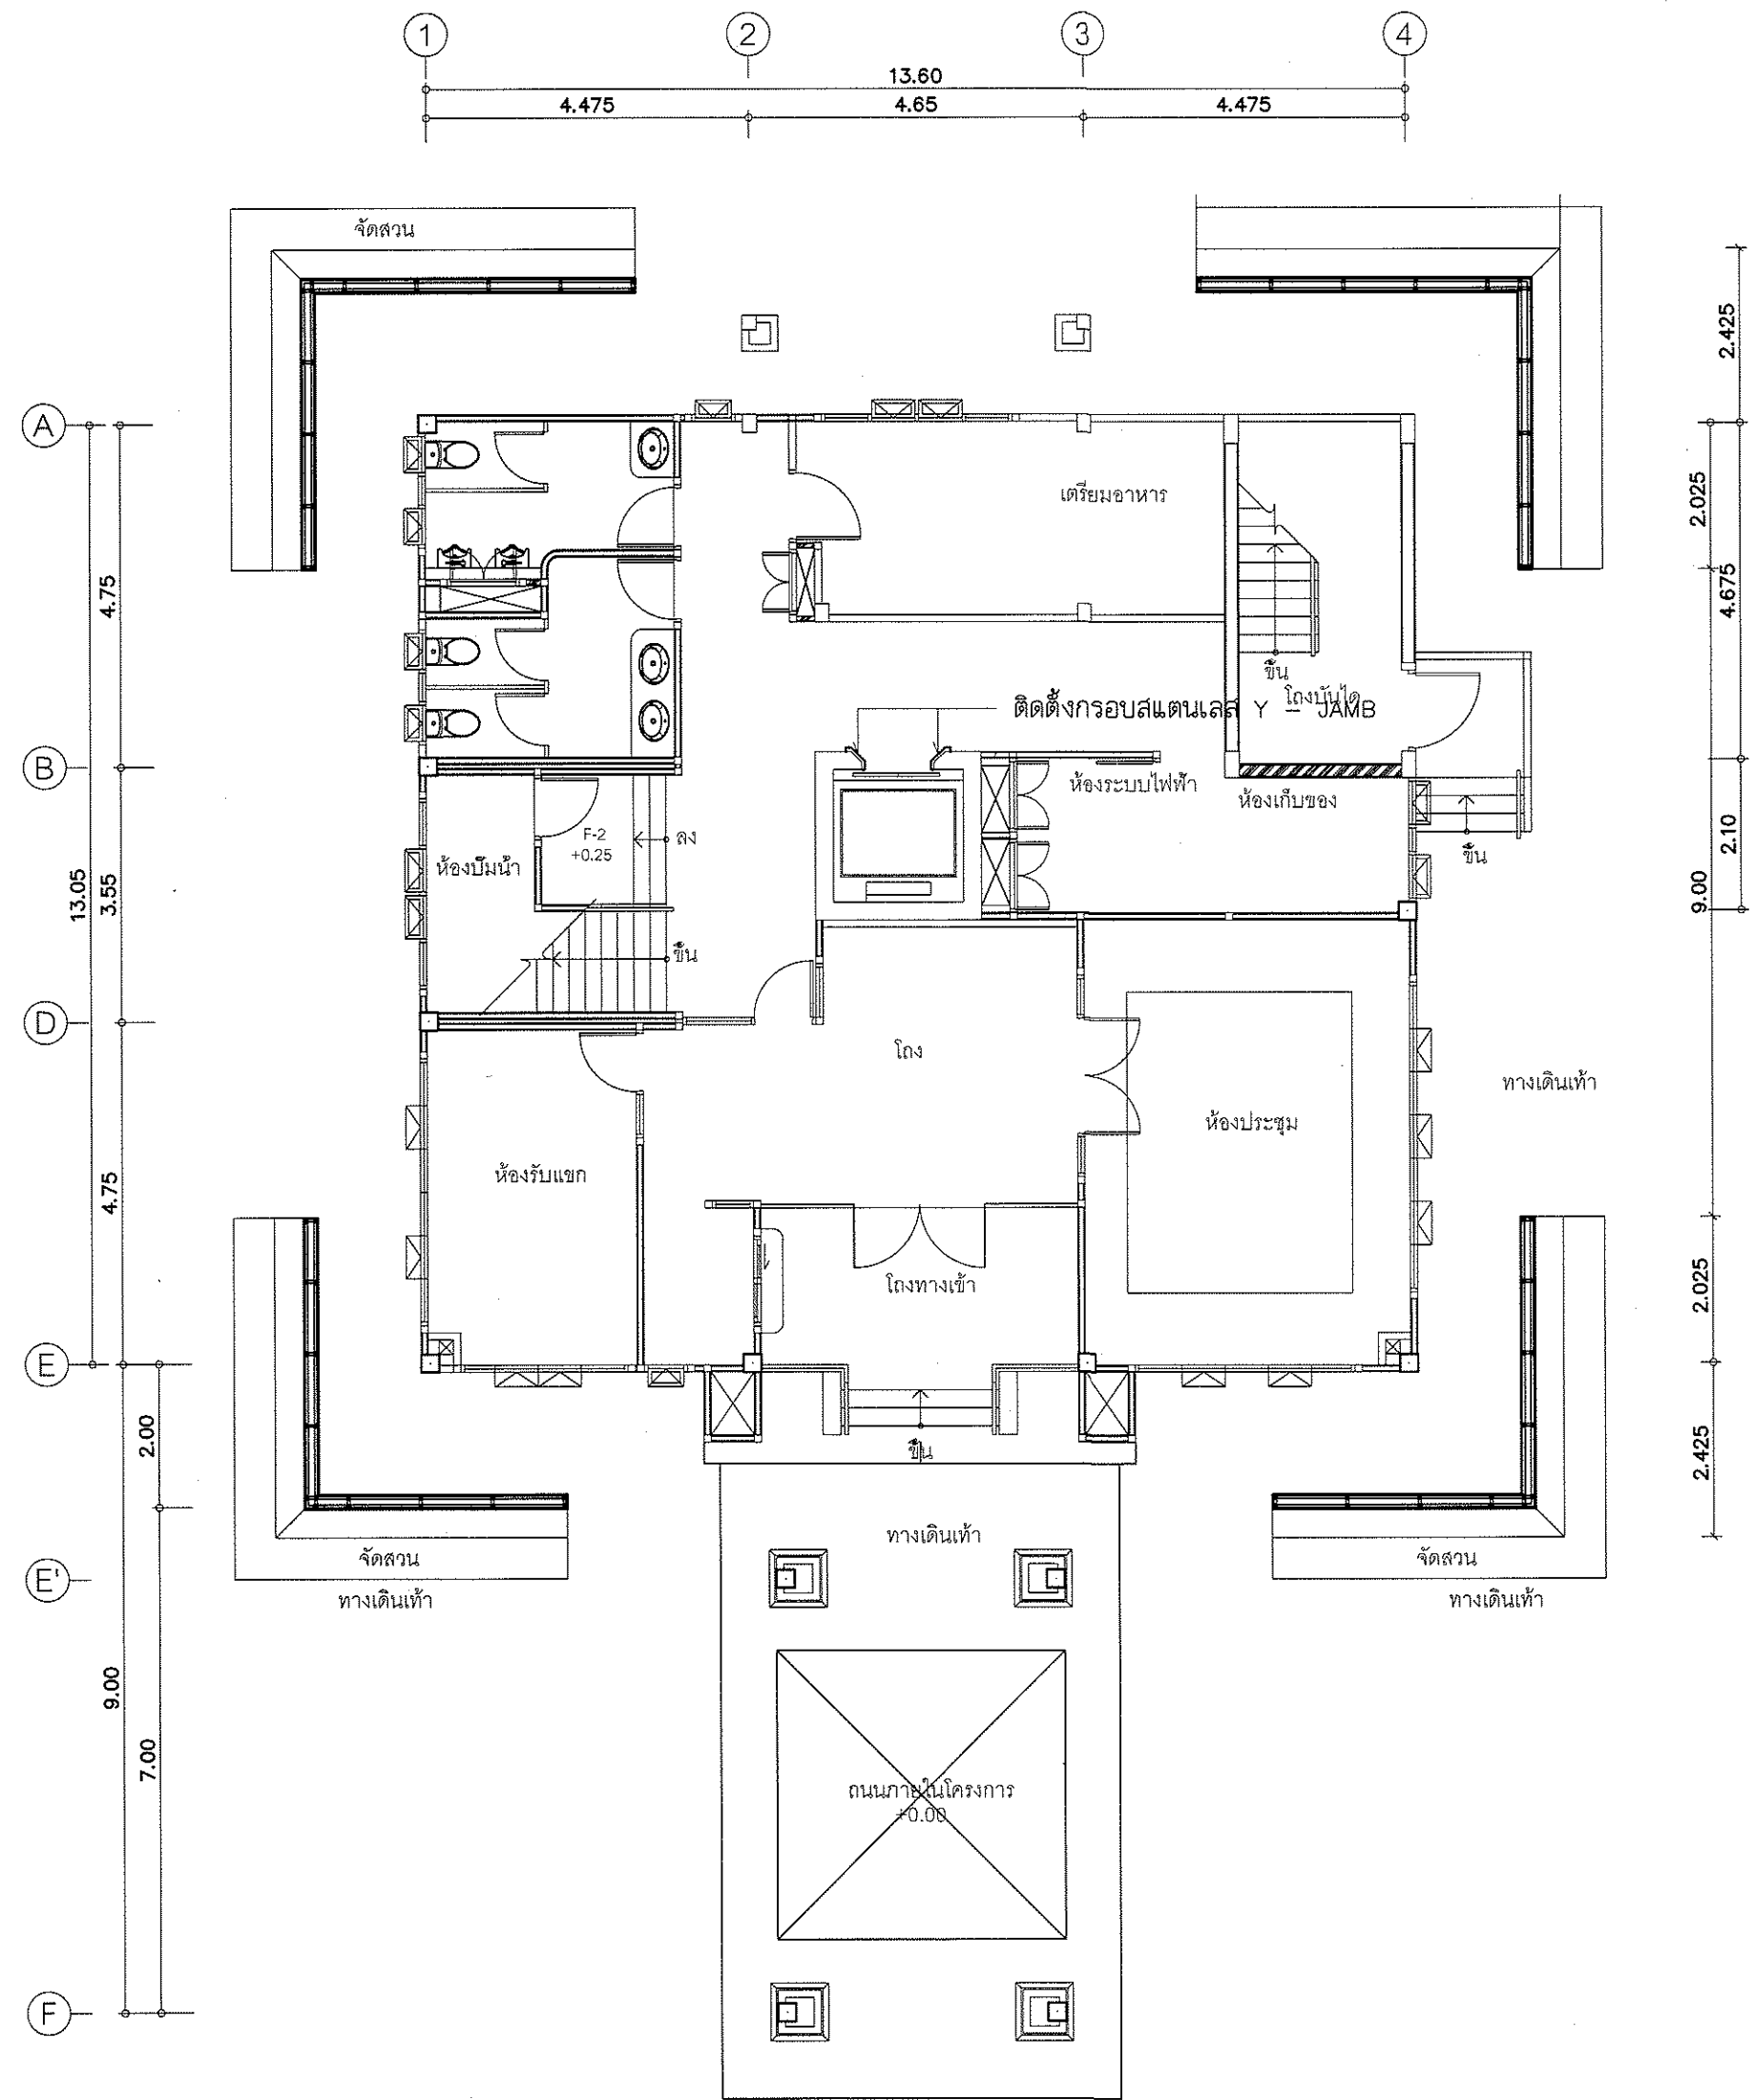 1 2 3 4
13.60
4.475 4.65 4.475
จัดสวน
2.425
A
เตรียมอาหาร
2.025
4.75
4.675
ขึ้น
โถงบันได
ติดตั้งกรอบสแตนเลส Y - JAMB
B
ห้องระบบไฟฟ้า
ห้องเก็บของ
F-2
+0.25
ลง
ห้องปั๊มน้ำ
2.10
ขึ้น
13.05
3.55
9.00
ขึ้น
D
โถง
ทางเดินเท้า
ห้องประชุม
ห้องรับแขก
4.75
โถงทางเข้า
2.025
E
2.00
ขึ้น
2.425
ทางเดินเท้า
จัดสวน
จัดสวน
E'
ทางเดินเท้า
ทางเดินเท้า
9.00
7.00
ถนนภายในโครงการ
+0.00
F